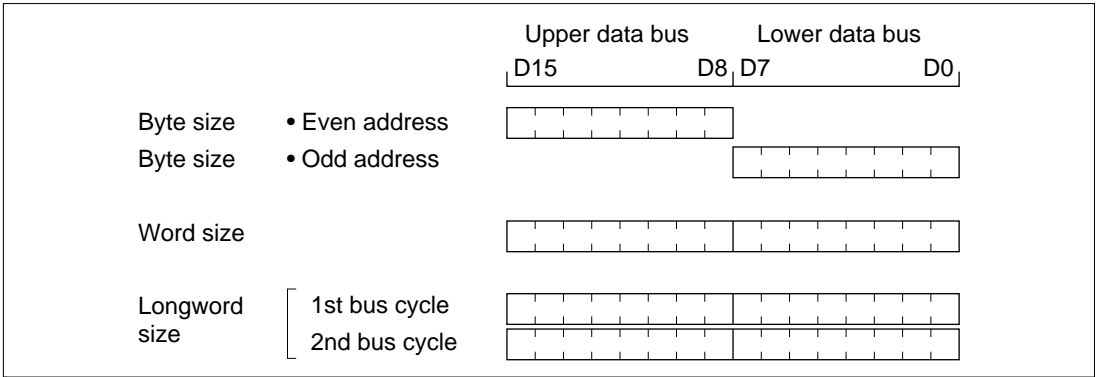 Upper data bus Lower data bus
D15 D8 D7 D0
Byte size • Even address
Byte size • Odd address
Word size
Longword size
1st bus cycle
2nd bus cycle